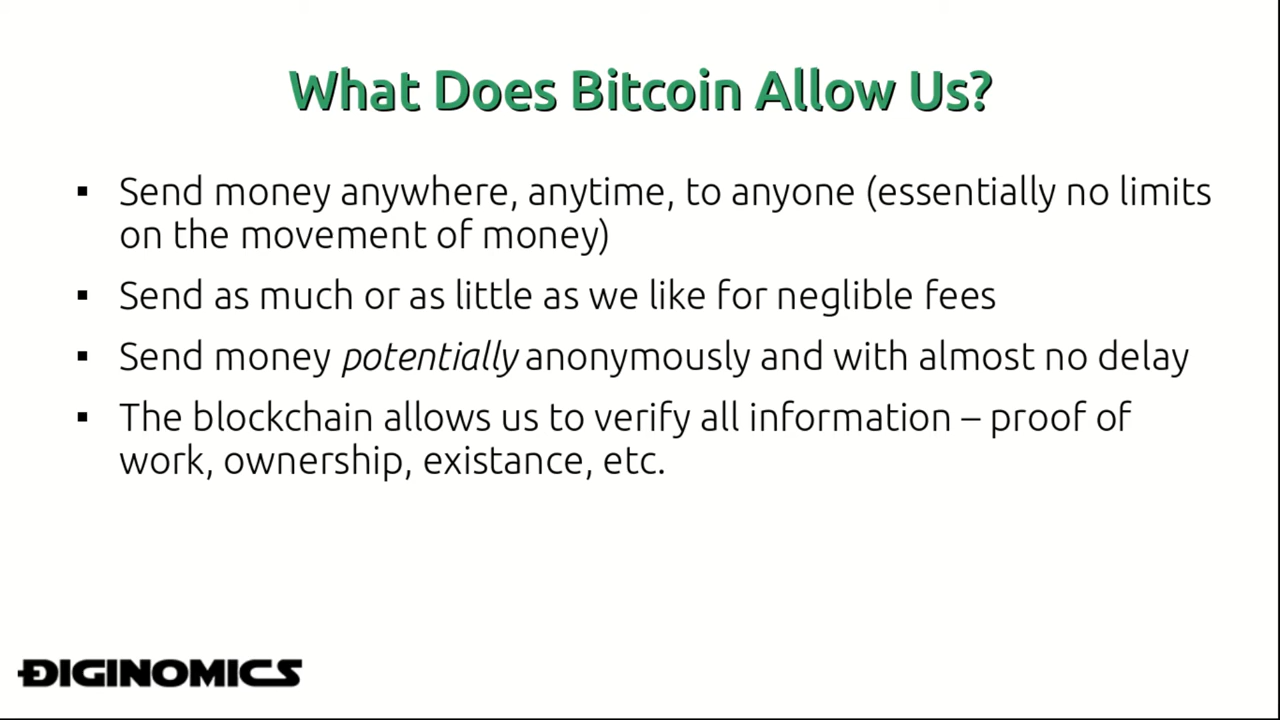 What Does Bitcoin Allow Us?
▪ Send money anywhere, anytime, to anyone (essentially no limits
on the movement of money)
▪ Send as much or as little as we like for neglible fees
▪ Send money potentially anonymously and with almost no delay
▪ The blockchain allows us to verify all information – proof of
work, ownership, existance, etc.
ĐIGINOMICS